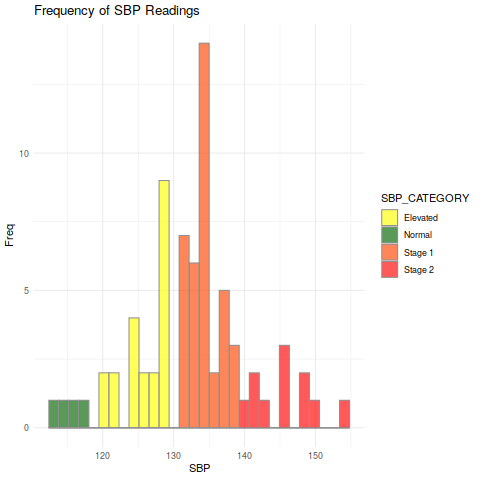 Frequency of SBP Readings
Freq
10
5
0
120
130
140
150
SBP
SBP_CATEGORY
Elevated
Normal
Stage 1
Stage 2